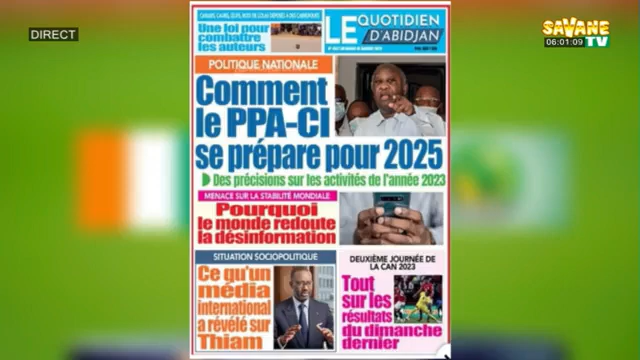 DIRECT
SAVANE
TV
06:01:09
Une loi pour
combattre
les auteurs
LE QUOTIDIEN
D'ABIDJAN
POLITIQUE NATIONALE
Comment
le PPA-CI
se prépare pour 2025
Des précisions sur les activités de l'année 2023
MENACE SUR LA STABILITÉ MONDIALE
Pourquoi
le monde redoute
la désinformation
SITUATION SOCIOPOLITIQUE
Ce qu'un
média
international
a révélé sur
Thiam
DEUXIÈME JOURNÉE DE
LA CAN 2023
Tout
sur les
résultats
du dimanche
dernier